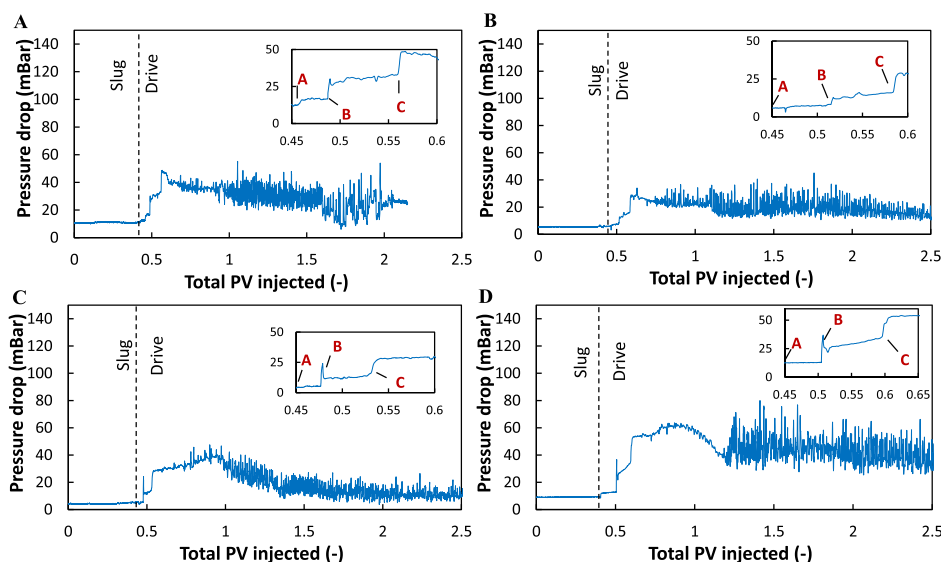 A
Pressure drop (mBar)
140
120
100
80
60
40
20
0
Slug
Drive
50
25
0
A
B
C
0.45 0.5 0.55 0.6
0 0.5 1 1.5 2 2.5
Total PV injected (-)
B
Pressure drop (mBar)
140
120
100
80
60
40
20
0
Slug
Drive
50
25
0
A
B
C
0.45 0.5 0.55 0.6
0 0.5 1 1.5 2 2.5
Total PV injected (-)
C
Pressure drop (mBar)
140
120
100
80
60
40
20
0
Slug
Drive
50
25
0
A
B
C
0.45 0.5 0.55 0.6
0 0.5 1 1.5 2 2.5
Total PV injected (-)
D
Pressure drop (mBar)
140
120
100
80
60
40
20
0
Slug
Drive
50
25
0
A
B
C
0.45 0.5 0.55 0.6 0.65
0 0.5 1 1.5 2 2.5
Total PV injected (-)